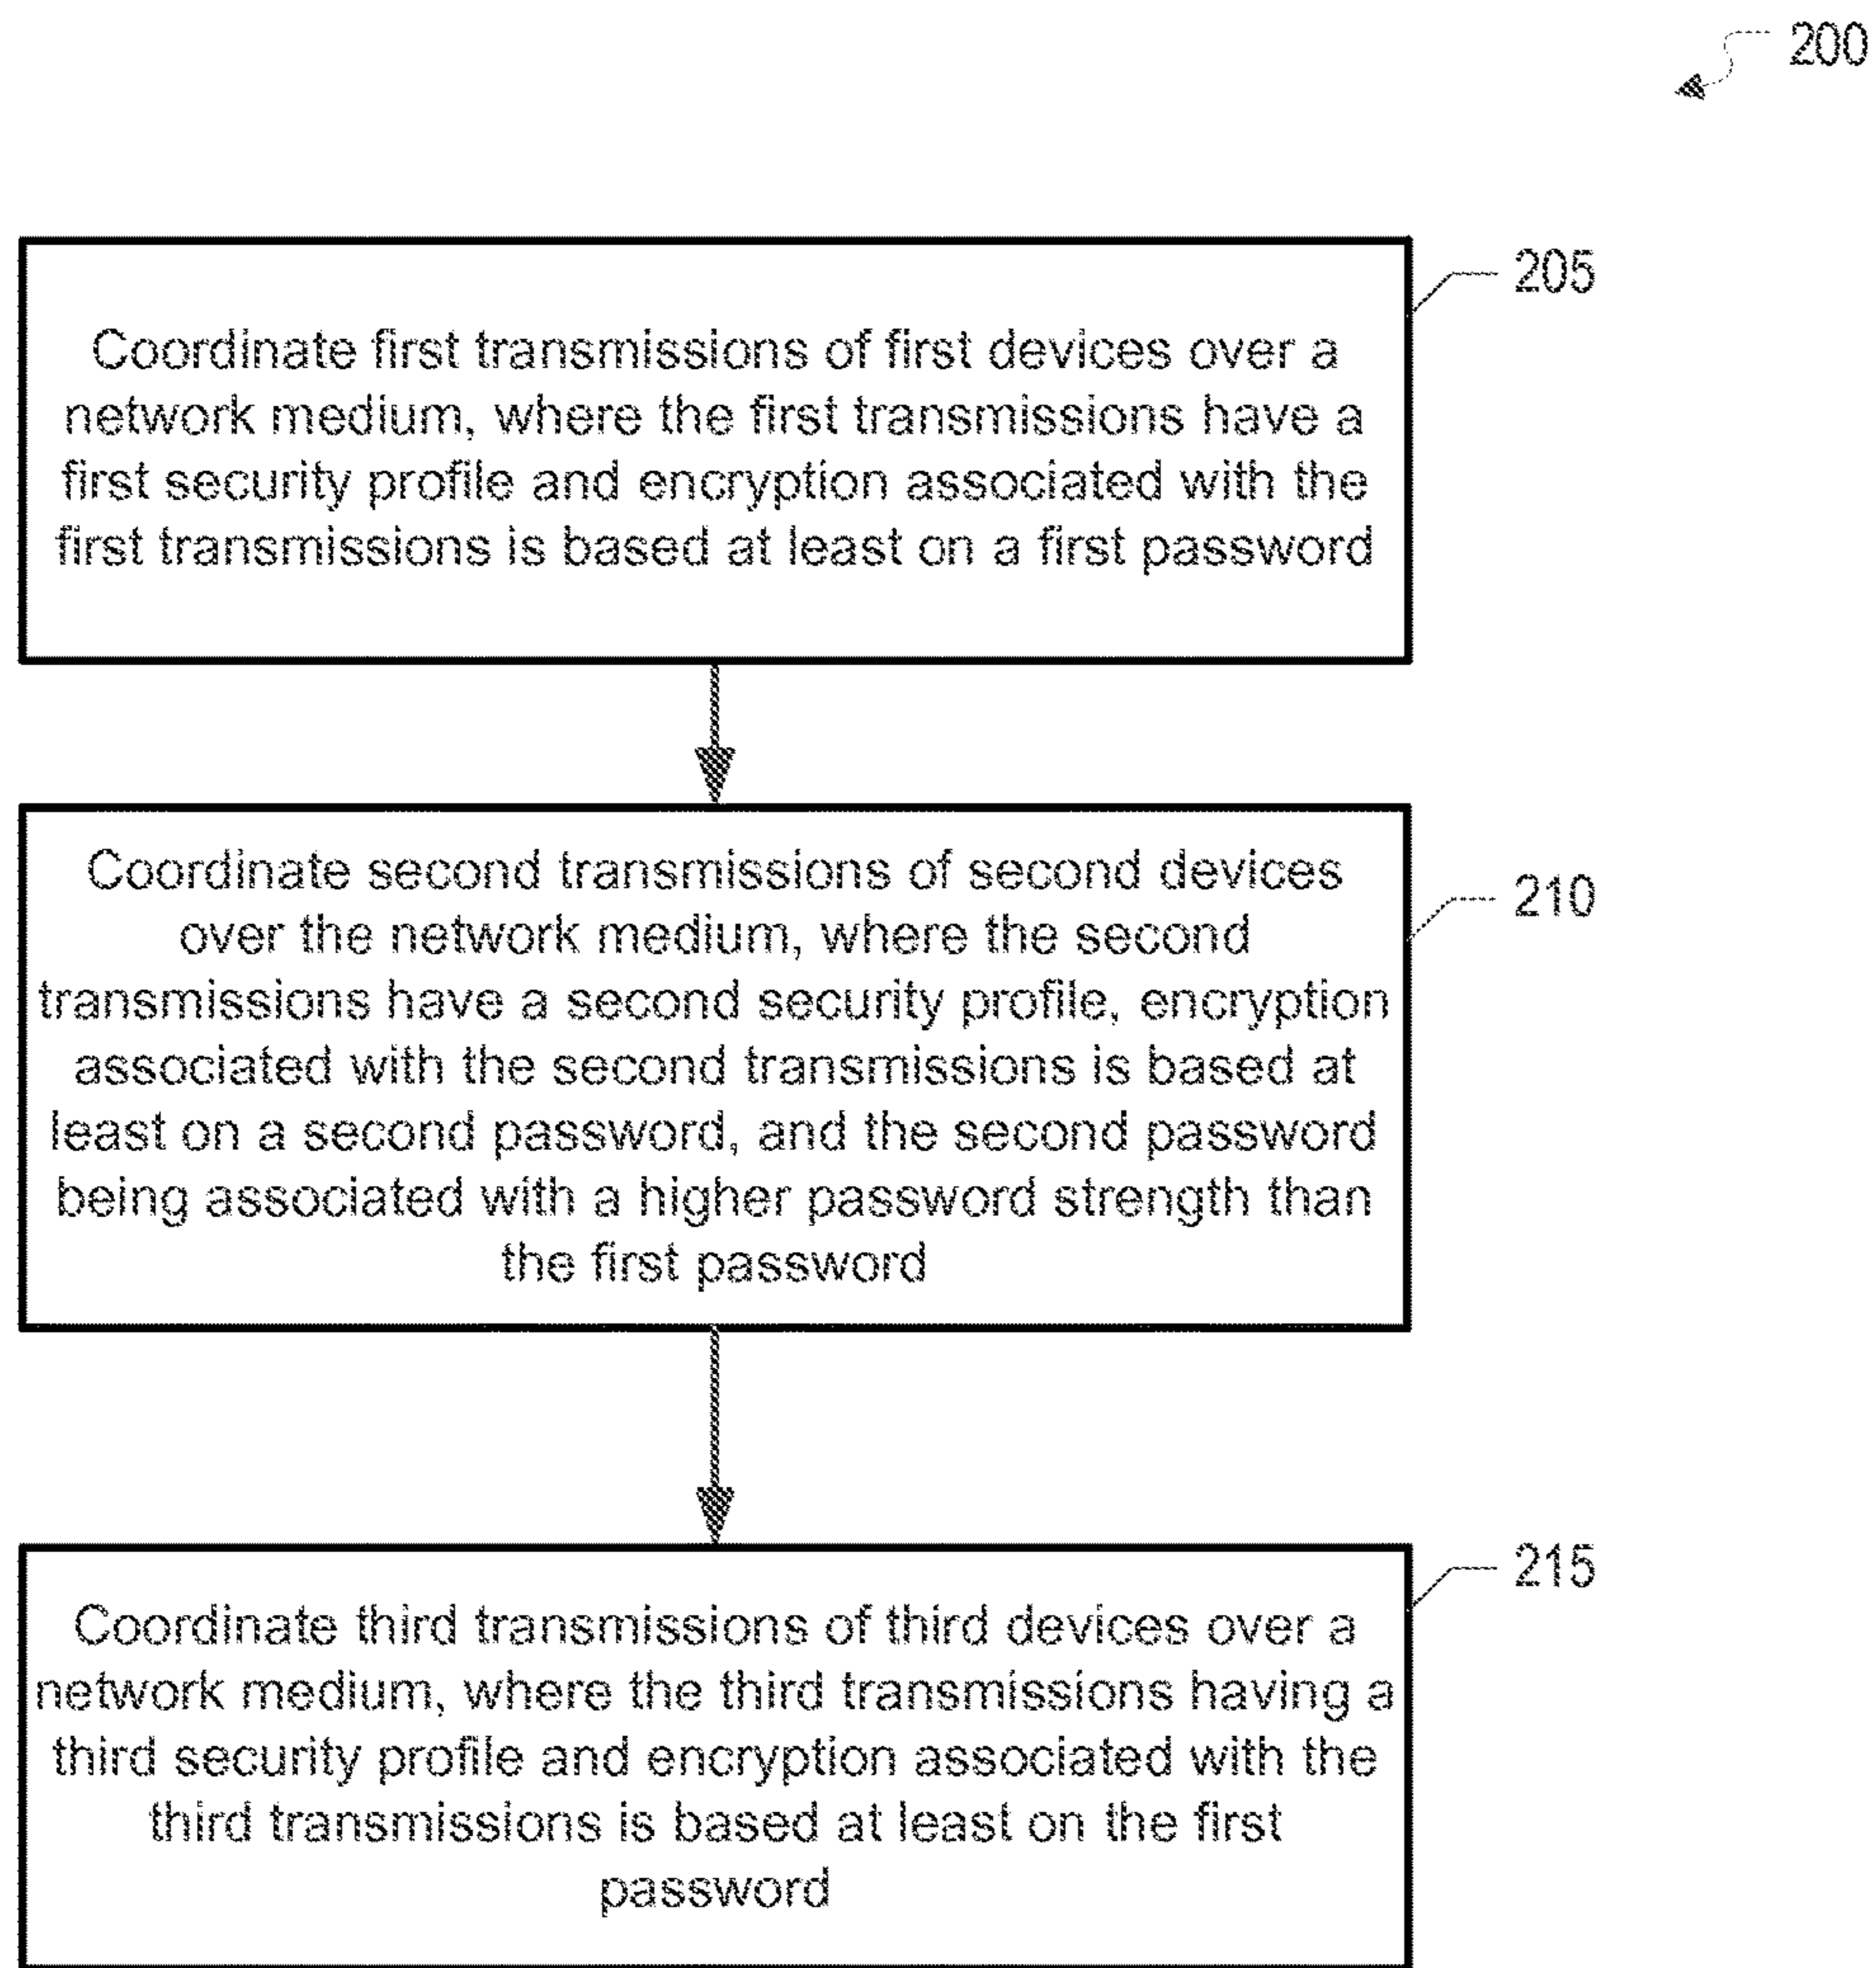 200
205
Coordinate first transmissions of first devices over a
network medium, where the first transmissions have a
first security profile and encryption associated with the
first transmissions is based at least on a first password
210
Coordinate second transmissions of second devices
over the network medium, where the second
transmissions have a second security profile, encryption
associated with the second transmissions is based at
least on a second password, and the second password
being associated with a higher password strength than
the first password
215
Coordinate third transmissions of third devices over a
network medium, where the third transmissions having a
third security profile and encryption associated with the
third transmissions is based at least on the first
password